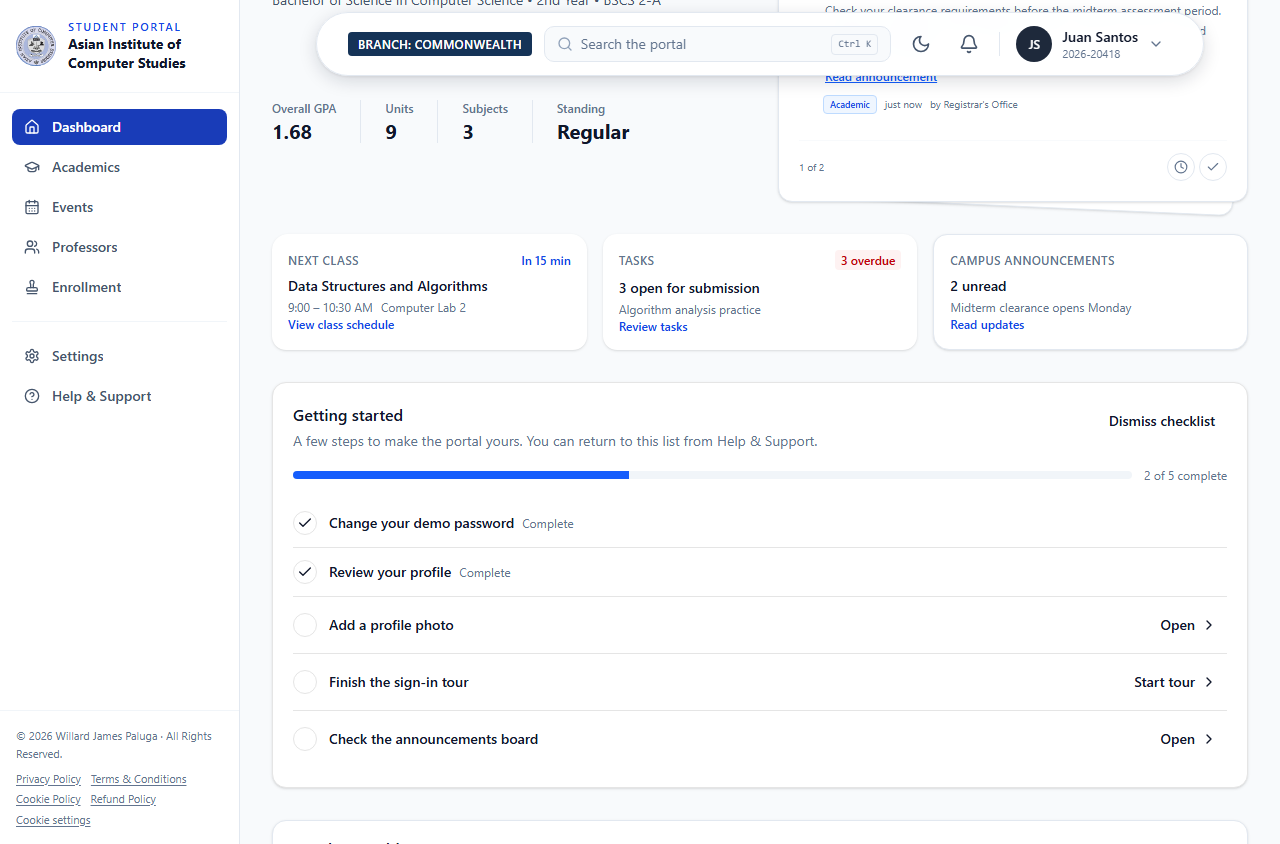 STUDENT PORTAL
Asian Institute of
Computer Studies
Dashboard
Academics
Events
Professors
Enrollment
Settings
Help & Support
© 2026 Willard James Paluga · All Rights
Reserved.
Privacy Policy Terms & Conditions
Cookie Policy Refund Policy
Cookie settings
Bachelor of Science in Computer Science • 2nd Year • BSCS 2-A
BRANCH: COMMONWEALTH
Search the portal
Ctrl K
JS
Juan Santos
2026-20418
Overall GPA
1.68
Units
9
Subjects
3
Standing
Regular
Check your clearance requirements before the midterm assessment period.
Read announcement
Academic just now by Registrar's Office
1 of 2
NEXT CLASS
In 15 min
Data Structures and Algorithms
9:00 – 10:30 AM Computer Lab 2
View class schedule
TASKS
3 overdue
3 open for submission
Algorithm analysis practice
Review tasks
CAMPUS ANNOUNCEMENTS
2 unread
Midterm clearance opens Monday
Read updates
Getting started
Dismiss checklist
A few steps to make the portal yours. You can return to this list from Help & Support.
2 of 5 complete
Change your demo password Complete
Review your profile Complete
Add a profile photo
Open
Finish the sign-in tour
Start tour
Check the announcements board
Open